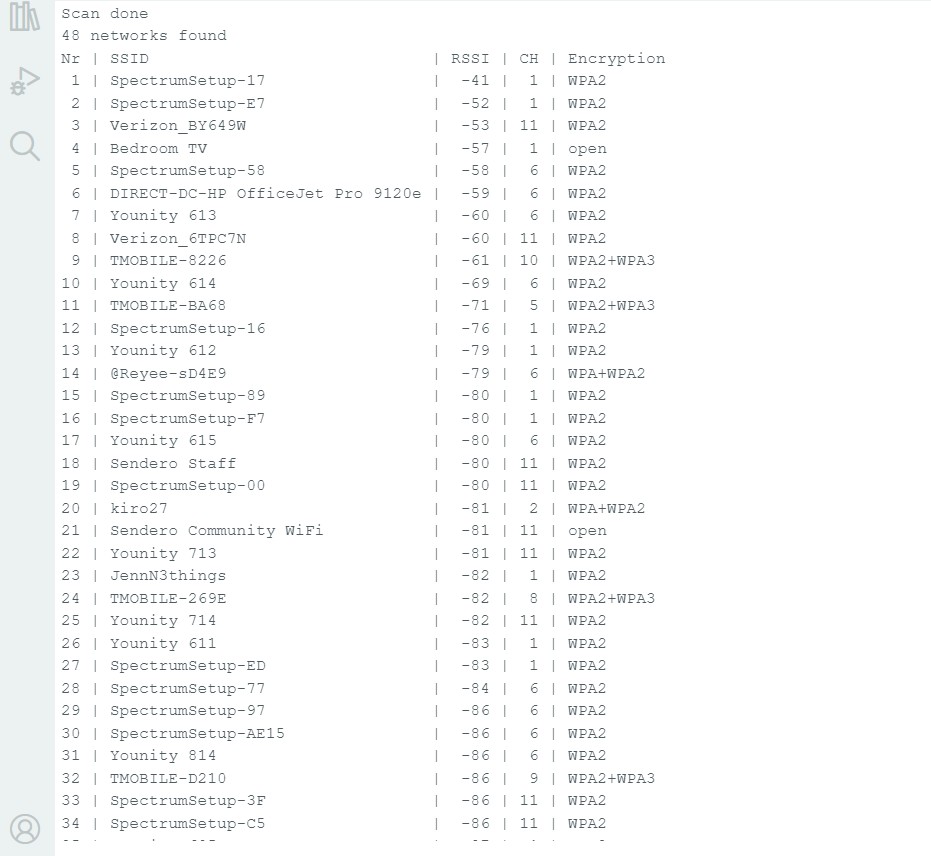 Scan done
48 networks found
Nr | SSID | RSSI | CH | Encryption
1 | SpectrumSetup-17 | -41 | 1 | WPA2
2 | SpectrumSetup-E7 | -52 | 1 | WPA2
3 | Verizon_BY649W | -53 | 11 | WPA2
4 | Bedroom TV | -57 | 1 | open
5 | SpectrumSetup-58 | -58 | 6 | WPA2
6 | DIRECT-DC-HP OfficeJet Pro 9120e | -59 | 6 | WPA2
7 | Younity 613 | -60 | 6 | WPA2
8 | Verizon_6TPC7N | -60 | 11 | WPA2
9 | TMOBILE-8226 | -61 | 10 | WPA2+WPA3
10 | Younity 614 | -69 | 6 | WPA2
11 | TMOBILE-BA68 | -71 | 5 | WPA2+WPA3
12 | SpectrumSetup-16 | -76 | 1 | WPA2
13 | Younity 612 | -79 | 1 | WPA2
14 | @Reyee-sD4E9 | -79 | 6 | WPA+WPA2
15 | SpectrumSetup-89 | -80 | 1 | WPA2
16 | SpectrumSetup-F7 | -80 | 1 | WPA2
17 | Younity 615 | -80 | 6 | WPA2
18 | Sendero Staff | -80 | 11 | WPA2
19 | SpectrumSetup-00 | -80 | 11 | WPA2
20 | kiro27 | -81 | 2 | WPA+WPA2
21 | Sendero Community WiFi | -81 | 11 | open
22 | Younity 713 | -81 | 11 | WPA2
23 | JennN3things | -82 | 1 | WPA2
24 | TMOBILE-269E | -82 | 8 | WPA2+WPA3
25 | Younity 714 | -82 | 11 | WPA2
26 | Younity 611 | -83 | 1 | WPA2
27 | SpectrumSetup-ED | -83 | 1 | WPA2
28 | SpectrumSetup-77 | -84 | 6 | WPA2
29 | SpectrumSetup-97 | -86 | 6 | WPA2
30 | SpectrumSetup-AE15 | -86 | 6 | WPA2
31 | Younity 814 | -86 | 6 | WPA2
32 | TMOBILE-D210 | -86 | 9 | WPA2+WPA3
33 | SpectrumSetup-3F | -86 | 11 | WPA2
34 | SpectrumSetup-C5 | -86 | 11 | WPA2